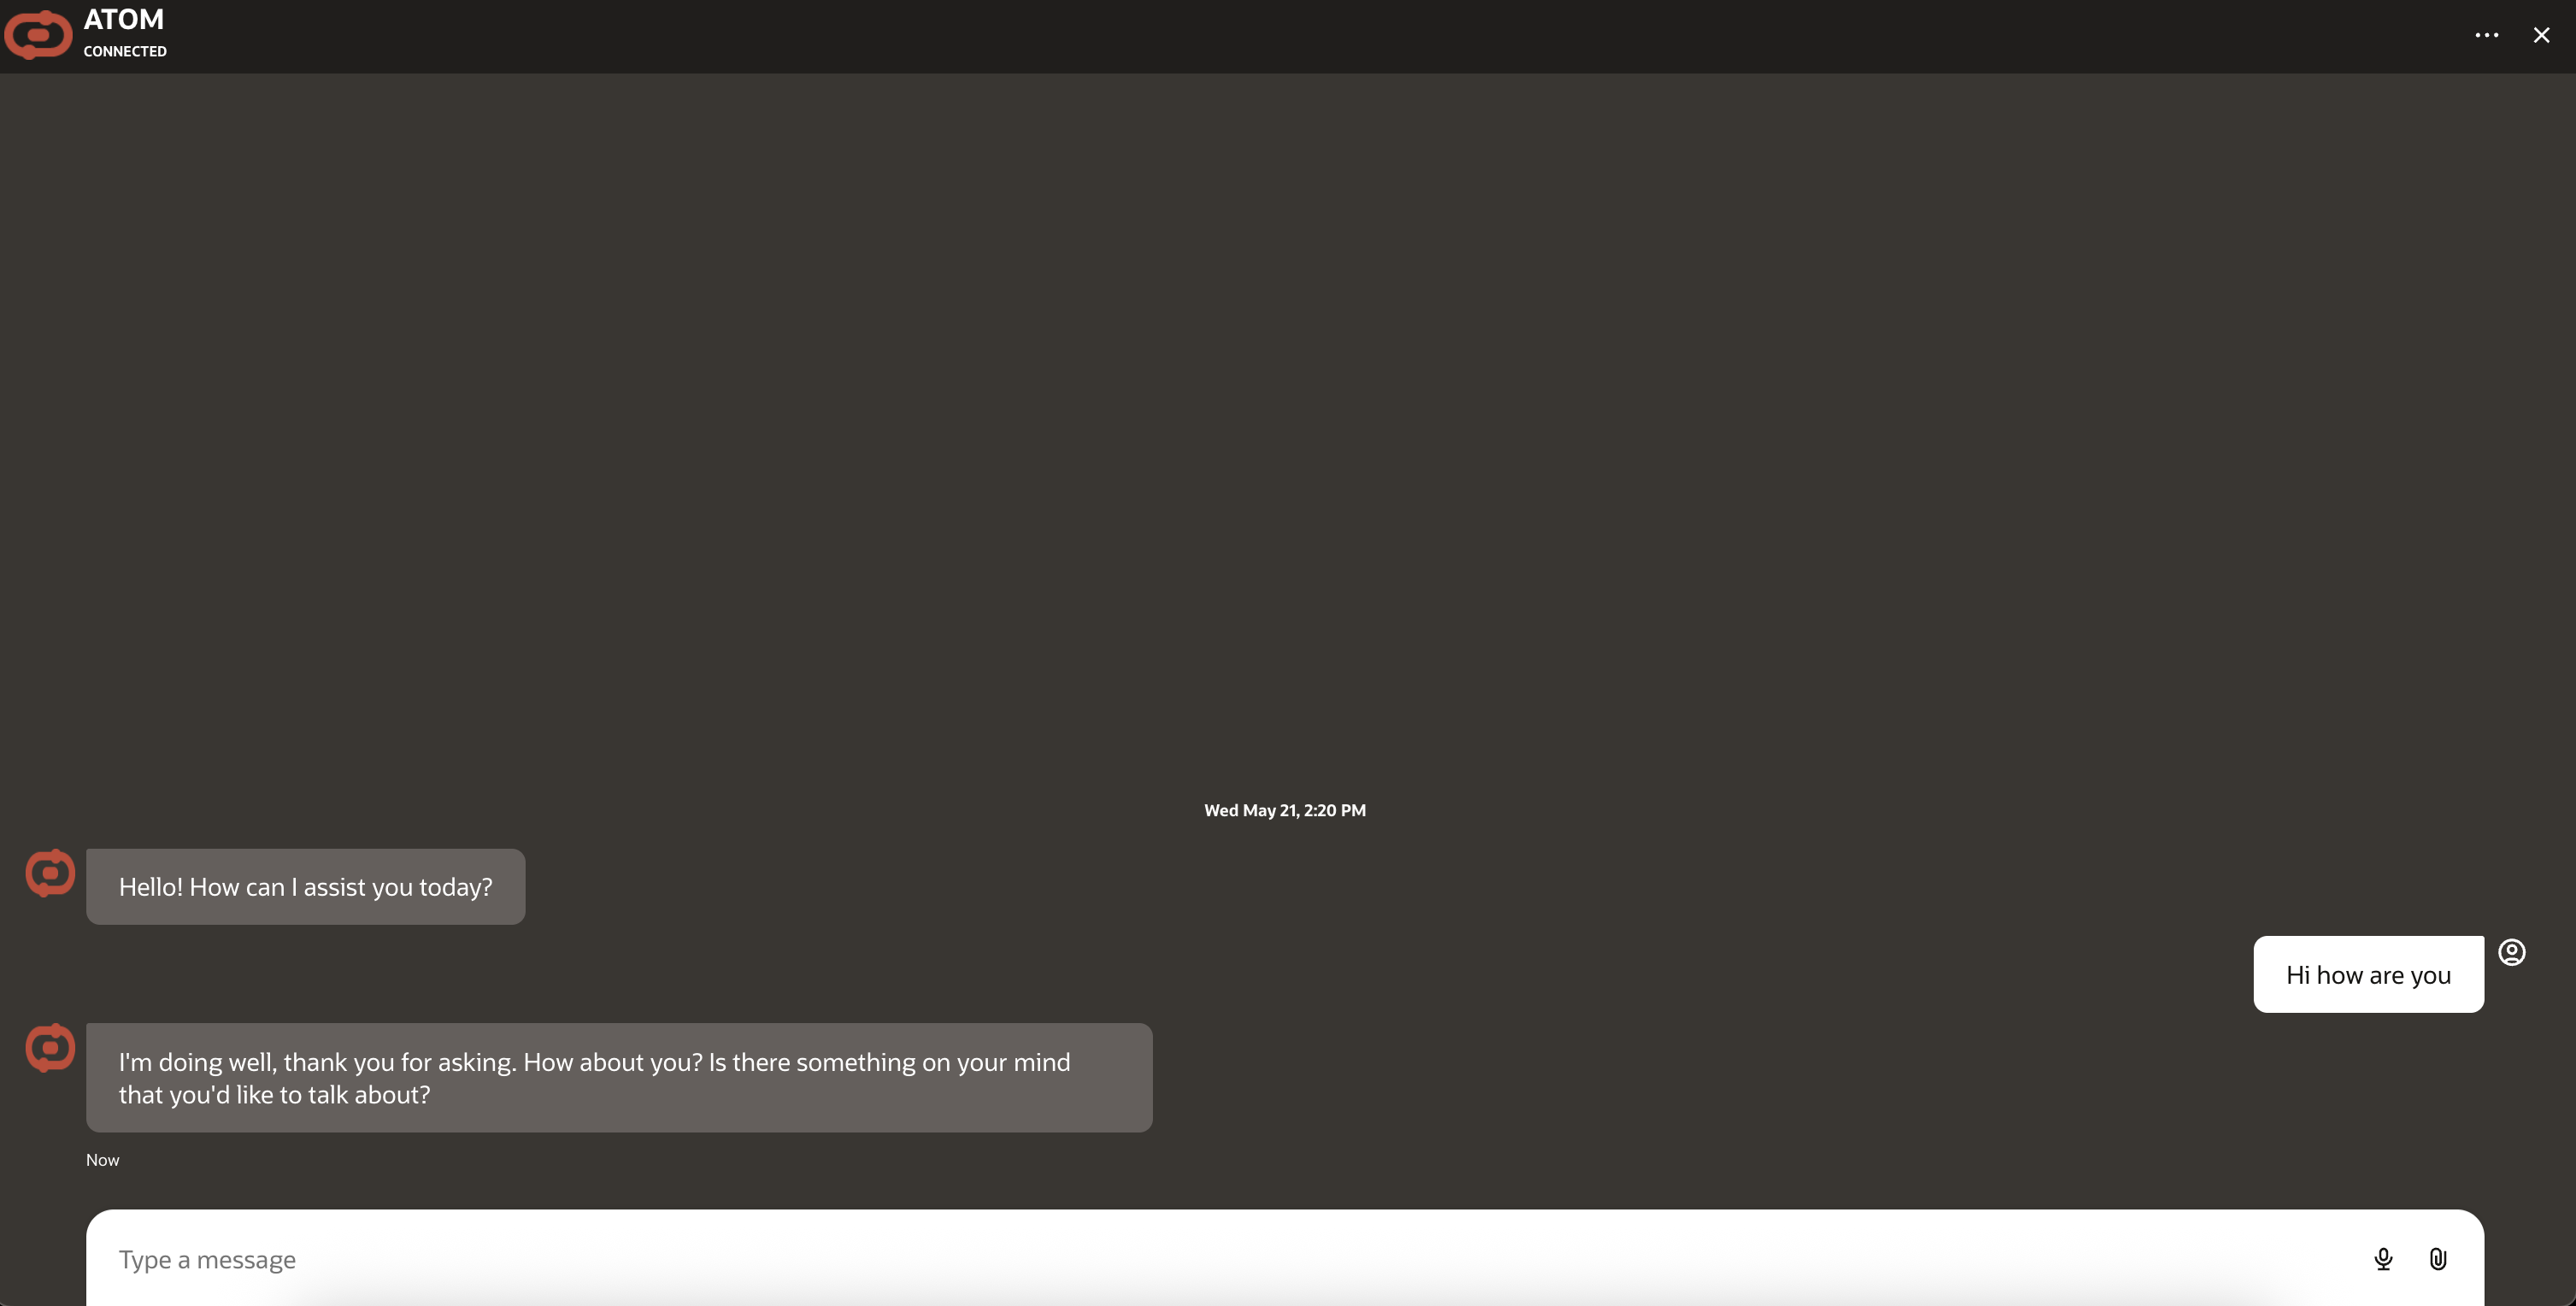 ATOM
CONNECTED
Wed May 21, 2:20 PM
Hello! How can I assist you today?
Hi how are you
I'm doing well, thank you for asking. How about you? Is there something on your mind
that you'd like to talk about?
Now
Type a message